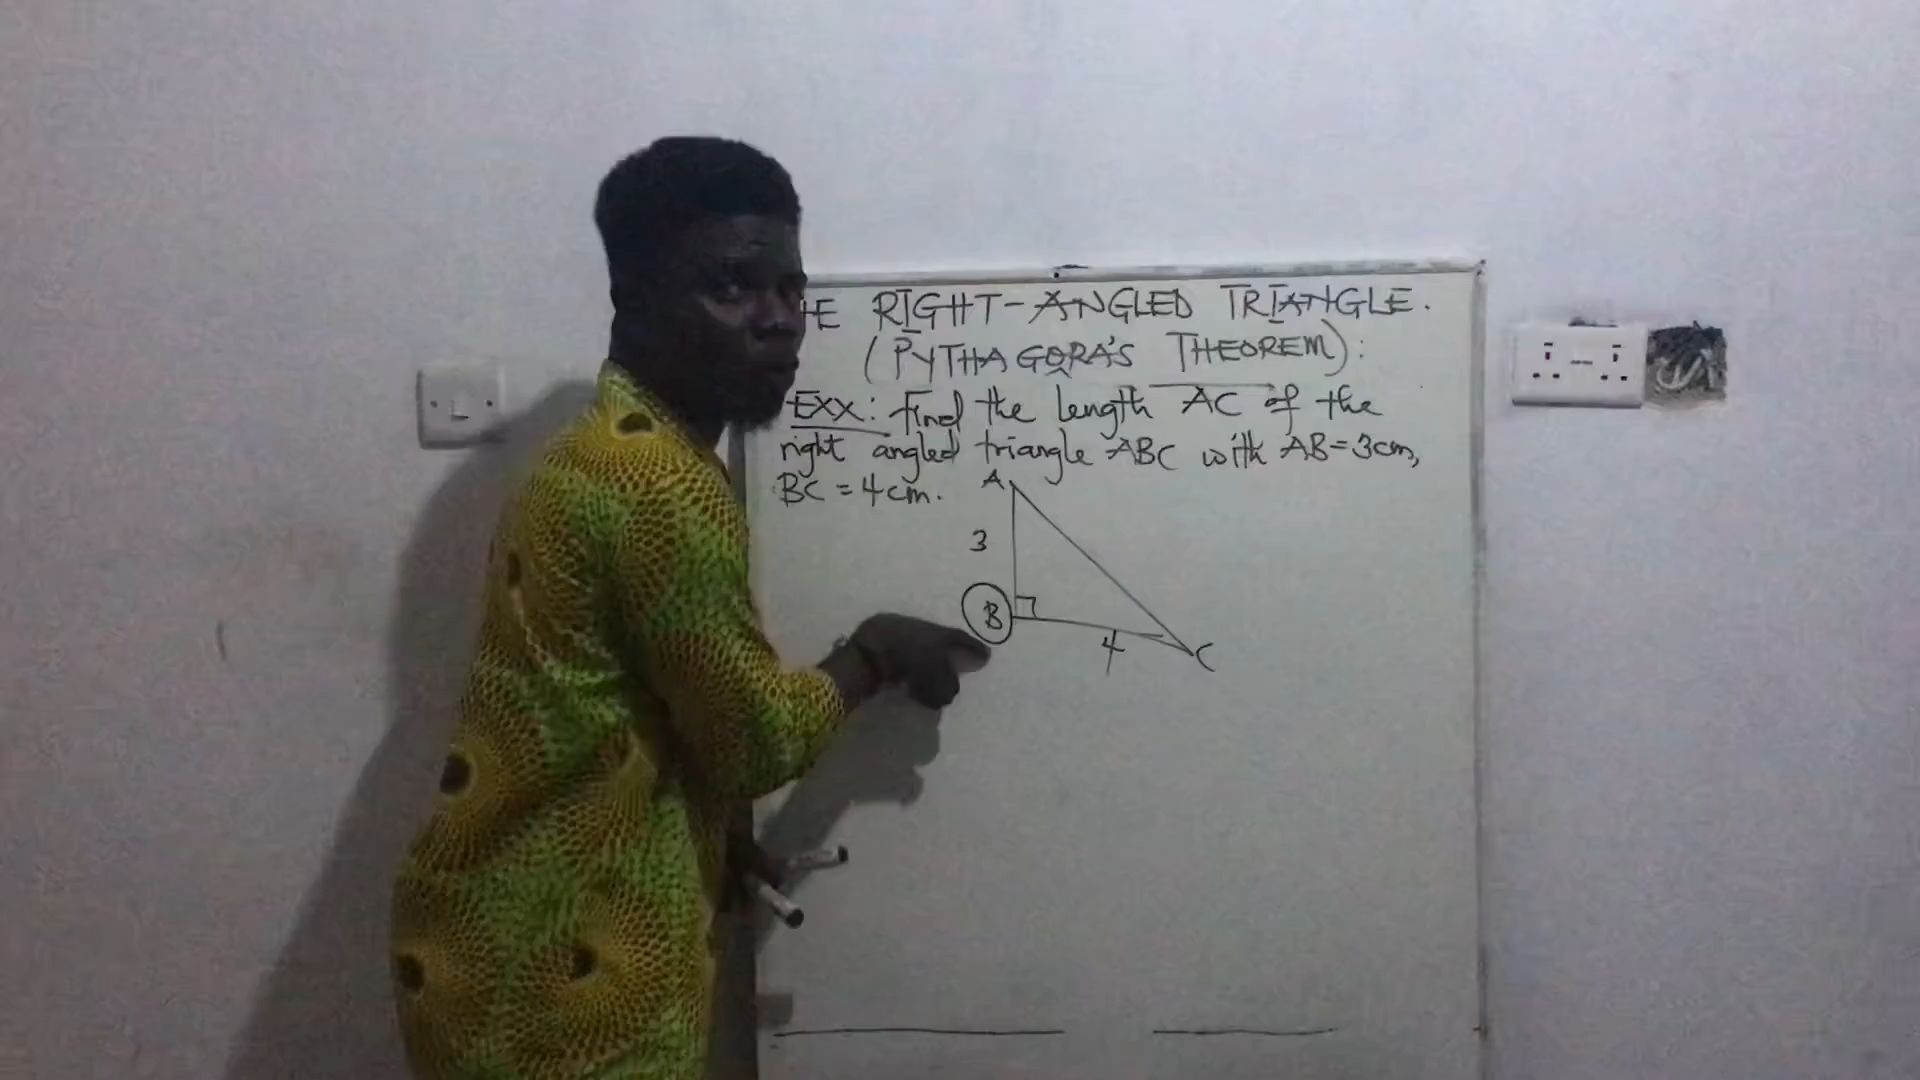 HE RIGHT-ANGLED TRIANGLE.
(PYTHAGORA'S THEOREM):
EXX: find the length AC of the
right angled triangle ABC with AB=3cm,
BC = 4cm.
A
3
B
4
C